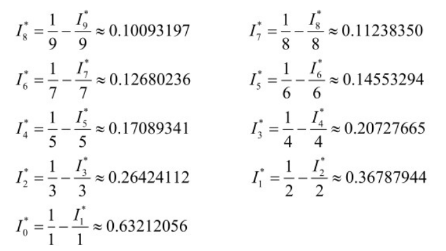 I₈* = 1/9 − I₉*/9 ≈ 0.10093197    I₇* = 1/8 − I₈*/8 ≈ 0.11238350
I₆* = 1/7 − I₇*/7 ≈ 0.12680236    I₅* = 1/6 − I₆*/6 ≈ 0.14553294
I₄* = 1/5 − I₅*/5 ≈ 0.17089341    I₃* = 1/4 − I₄*/4 ≈ 0.20727665
I₂* = 1/3 − I₃*/3 ≈ 0.26424112    I₁* = 1/2 − I₂*/2 ≈ 0.36787944
I₀* = 1/1 − I₁*/1 ≈ 0.63212056